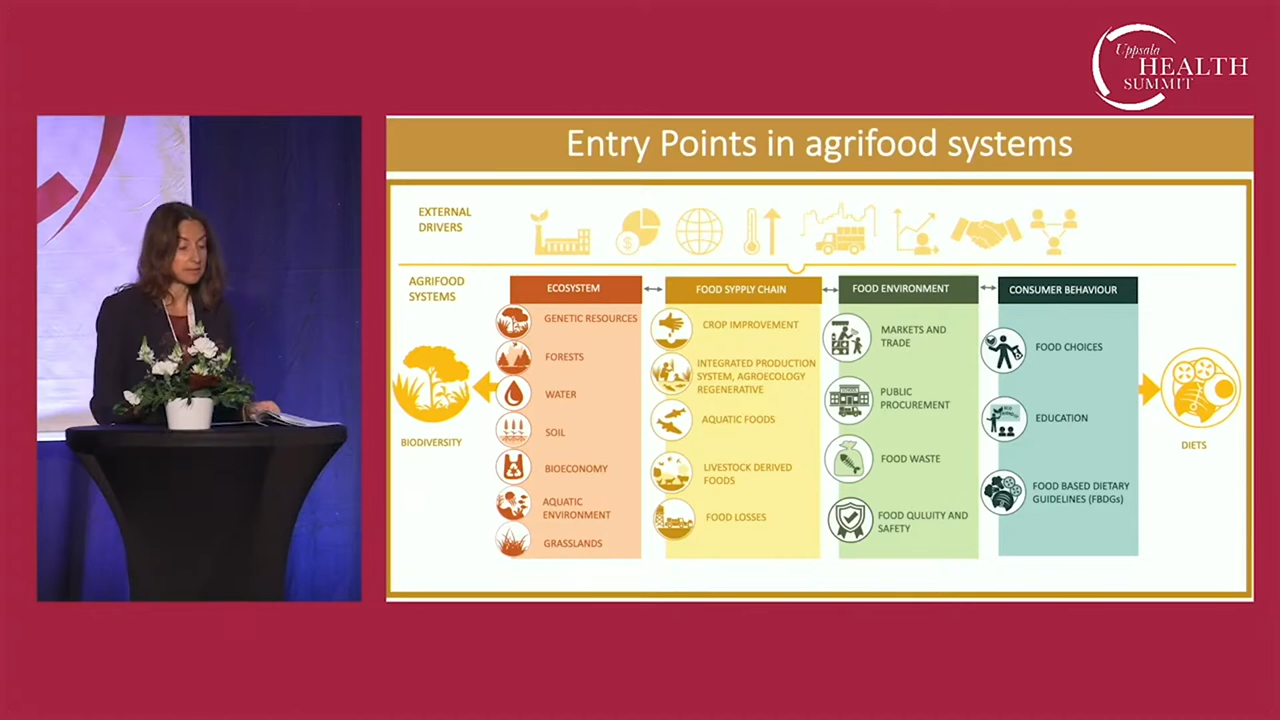 Uppsala
HEALTH
SUMMIT
Entry Points in agrifood systems
EXTERNAL
DRIVERS
AGRIFOOD
SYSTEMS
ECOSYSTEM
FOOD SYPPLY CHAIN
FOOD ENVIRONMENT
CONSUMER BEHAVIOUR
GENETIC RESOURCES
FORESTS
WATER
SOIL
BIOECONOMY
AQUATIC
ENVIRONMENT
GRASSLANDS
CROP IMPROVEMENT
INTEGRATED PRODUCTION
SYSTEM, AGROECOLOGY
REGENERATIVE
AQUATIC FOODS
LIVESTOCK DERIVED
FOODS
FOOD LOSSES
MARKETS AND
TRADE
SCHOOL
PUBLIC
PROCUREMENT
FOOD WASTE
FOOD QULUITY AND
SAFETY
FOOD CHOICES
EDUCATION
FOOD BASED DIETARY
GUIDELINES (FBDGs)
BIODIVERSITY
DIETS